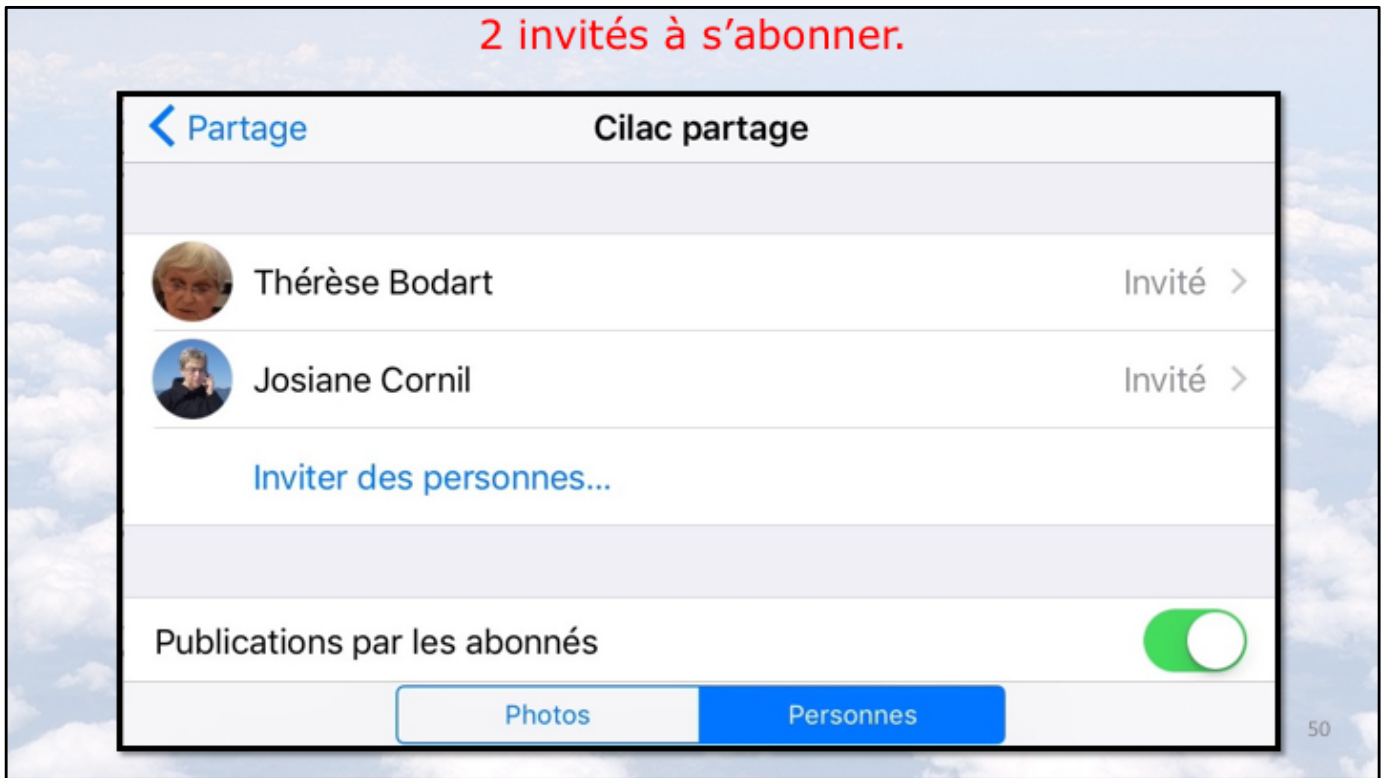 2 invités à s’abonner.
Partage Cilac partage
Thérèse Bodart Invité
Josiane Cornil Invité
Inviter des personnes...
Publications par les abonnés
Photos Personnes
50